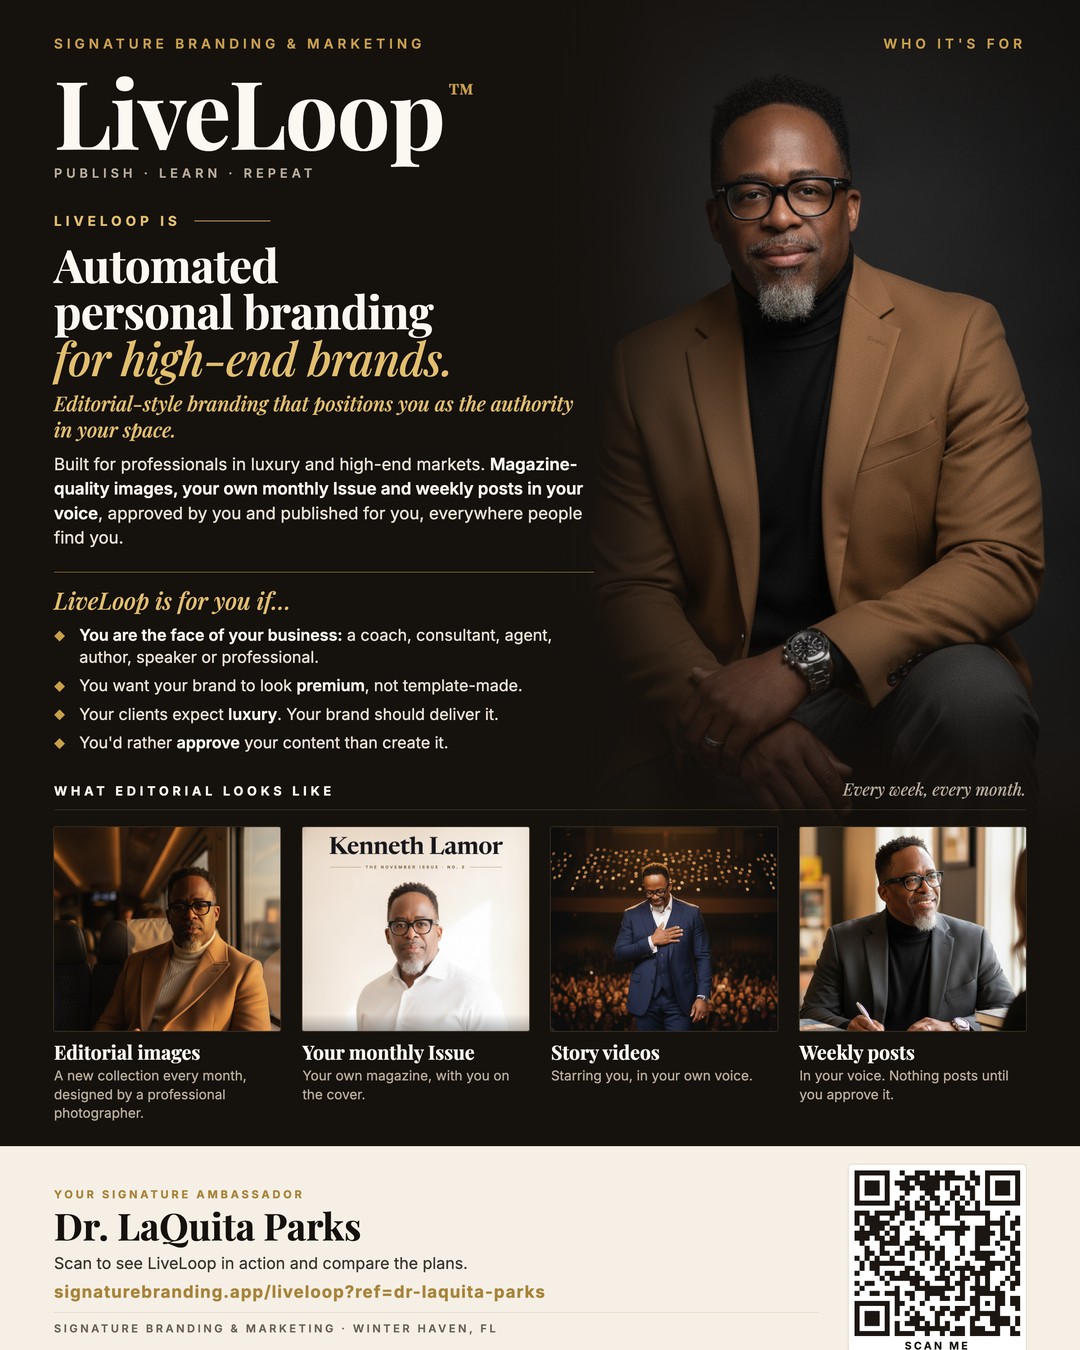 SIGNATURE BRANDING & MARKETING
WHO IT'S FOR
LiveLoop™
PUBLISH · LEARN · REPEAT
LIVELOOP IS
Automated
personal branding
for high-end brands.
Editorial-style branding that positions you as the authority
in your space.
Built for professionals in luxury and high-end markets. Magazine-
quality images, your own monthly Issue and weekly posts in your
voice, approved by you and published for you, everywhere people
find you.
LiveLoop is for you if...
◆ You are the face of your business: a coach, consultant, agent,
author, speaker or professional.
◆ You want your brand to look premium, not template-made.
◆ Your clients expect luxury. Your brand should deliver it.
◆ You'd rather approve your content than create it.
WHAT EDITORIAL LOOKS LIKE
Every week, every month.
Kenneth Lamor
THE NOVEMBER ISSUE · NO. 2
Editorial images
A new collection every month,
designed by a professional
photographer.
Your monthly Issue
Your own magazine, with you on
the cover.
Story videos
Starring you, in your own voice.
Weekly posts
In your voice. Nothing posts until
you approve it.
YOUR SIGNATURE AMBASSADOR
Dr. LaQuita Parks
Scan to see LiveLoop in action and compare the plans.
signaturebranding.app/liveloop?ref=dr-laquita-parks
SIGNATURE BRANDING & MARKETING · WINTER HAVEN, FL
SCAN ME